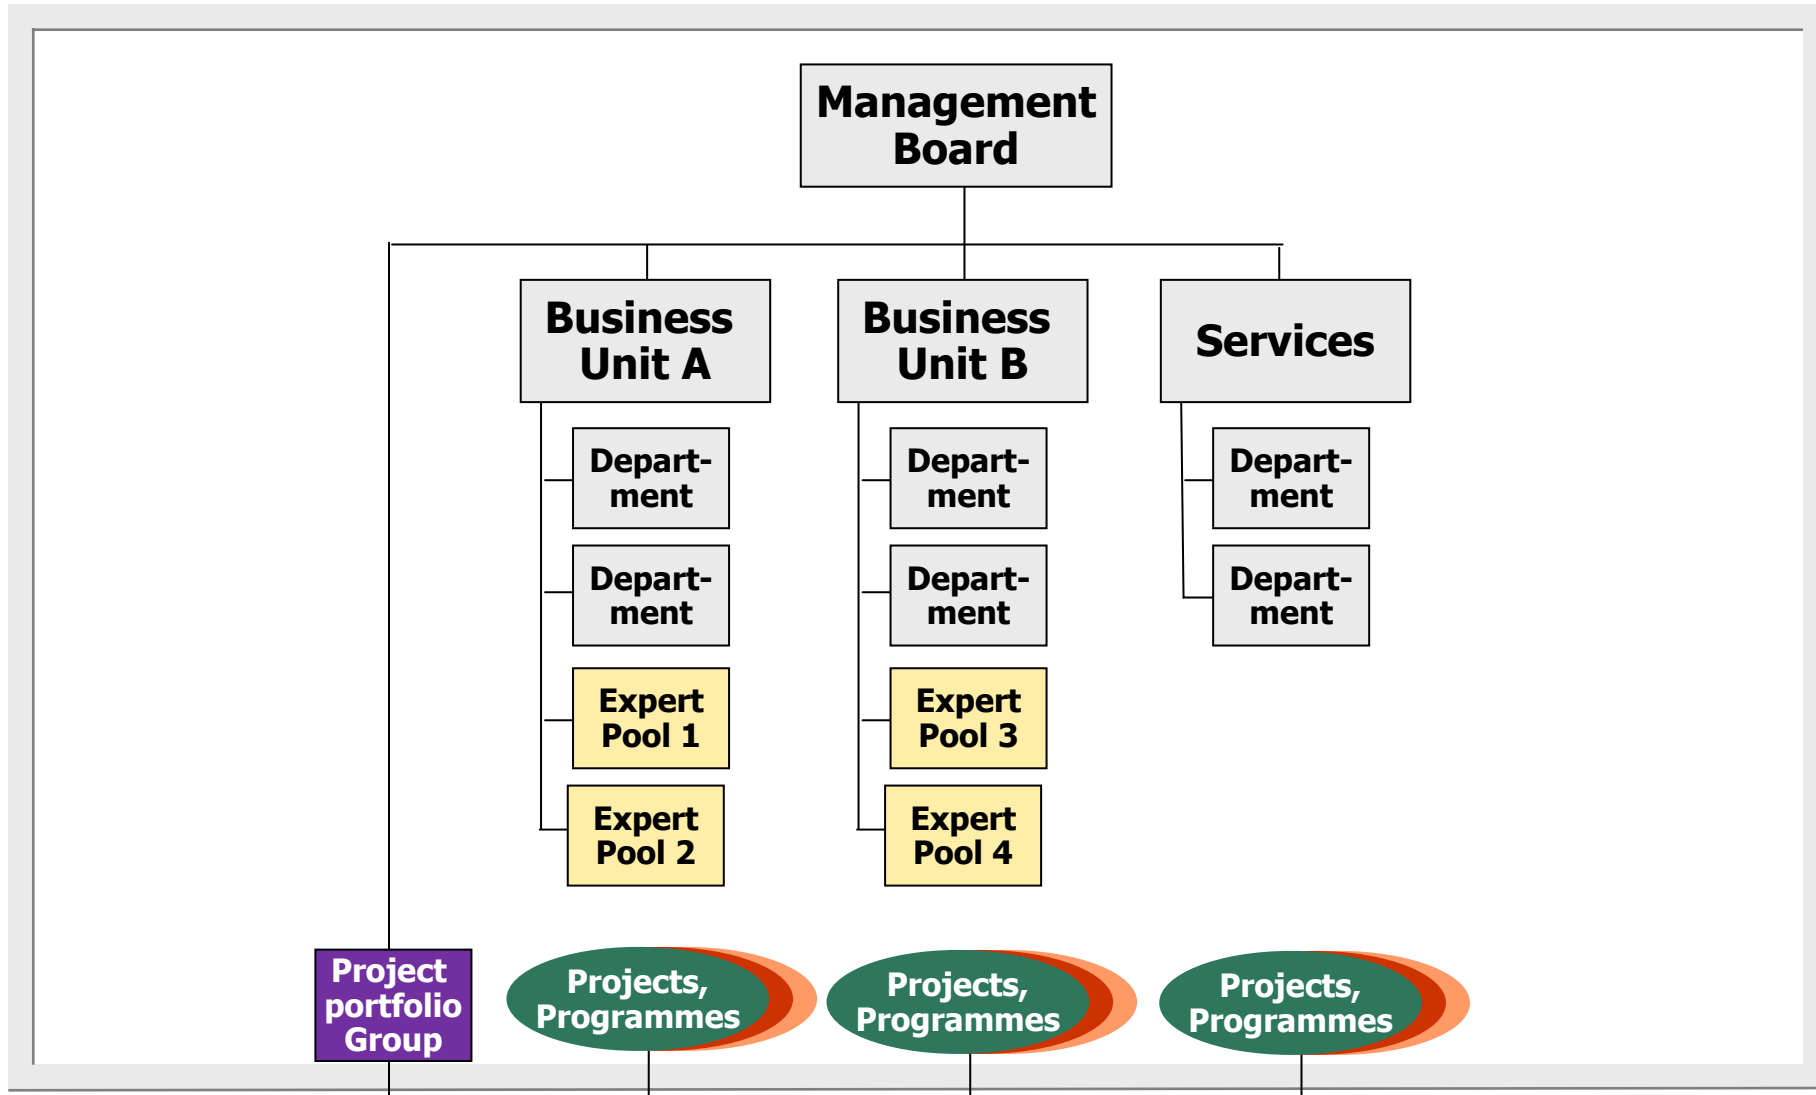 Management
Board
Business
Unit A
Business
Unit B
Services
Depart-
ment
Depart-
ment
Depart-
ment
Depart-
ment
Depart-
ment
Depart-
ment
Expert
Pool 1
Expert
Pool 3
Expert
Pool 2
Expert
Pool 4
Project
portfolio
Group
Projects,
Programmes
Projects,
Programmes
Projects,
Programmes